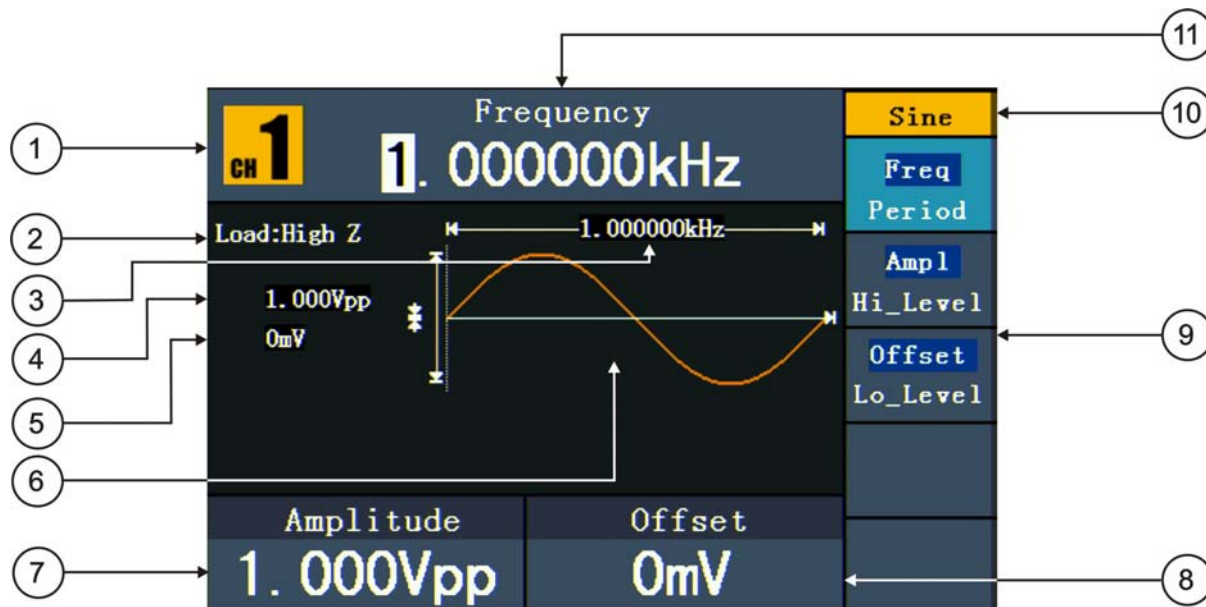 11
Frequency
CH 1
1.000000kHz
Sine
10
1
Freq
Period
2
Load:High Z
1.000000kHz
3
Ampl
Hi_Level
4
1.000Vpp
5
0mV
9
Offset
Lo_Level
6
Amplitude
Offset
7
1.000Vpp
0mV
8